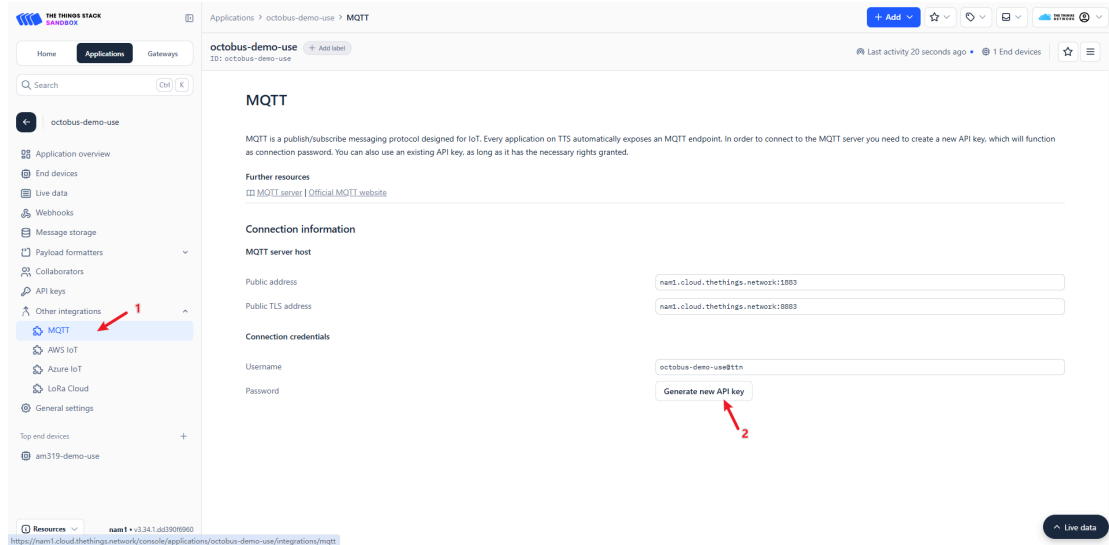 THE THINGS STACK
SANDBOX
Applications > octobus-demo-use > MQTT
+ Add
THE THINGS
NETWORK
Home
Applications
Gateways
octobus-demo-use
+ Add label
ID: octobus-demo-use
Last activity 20 seconds ago
1 End devices
Search
Ctrl
K
octobus-demo-use
Application overview
End devices
Live data
Webhooks
Message storage
Payload formatters
Collaborators
API keys
Other integrations
1
MQTT
AWS IoT
Azure IoT
LoRa Cloud
General settings
Top end devices
+
am319-demo-use
Resources
nam1 • v3.34.1.dd390f6960
https://nam1.cloud.thethings.network/console/applications/octobus-demo-use/integrations/mqtt
MQTT
MQTT is a publish/subscribe messaging protocol designed for IoT. Every application on TTS automatically exposes an MQTT endpoint. In order to connect to the MQTT server you need to create a new API key, which will function
as connection password. You can also use an existing API key, as long as it has the necessary rights granted.
Further resources
MQTT server | Official MQTT website
Connection information
MQTT server host
Public address
nam1.cloud.thethings.network:1883
Public TLS address
nam1.cloud.thethings.network:8883
Connection credentials
Username
octobus-demo-use@ttn
Password
Generate new API key
2
Live data